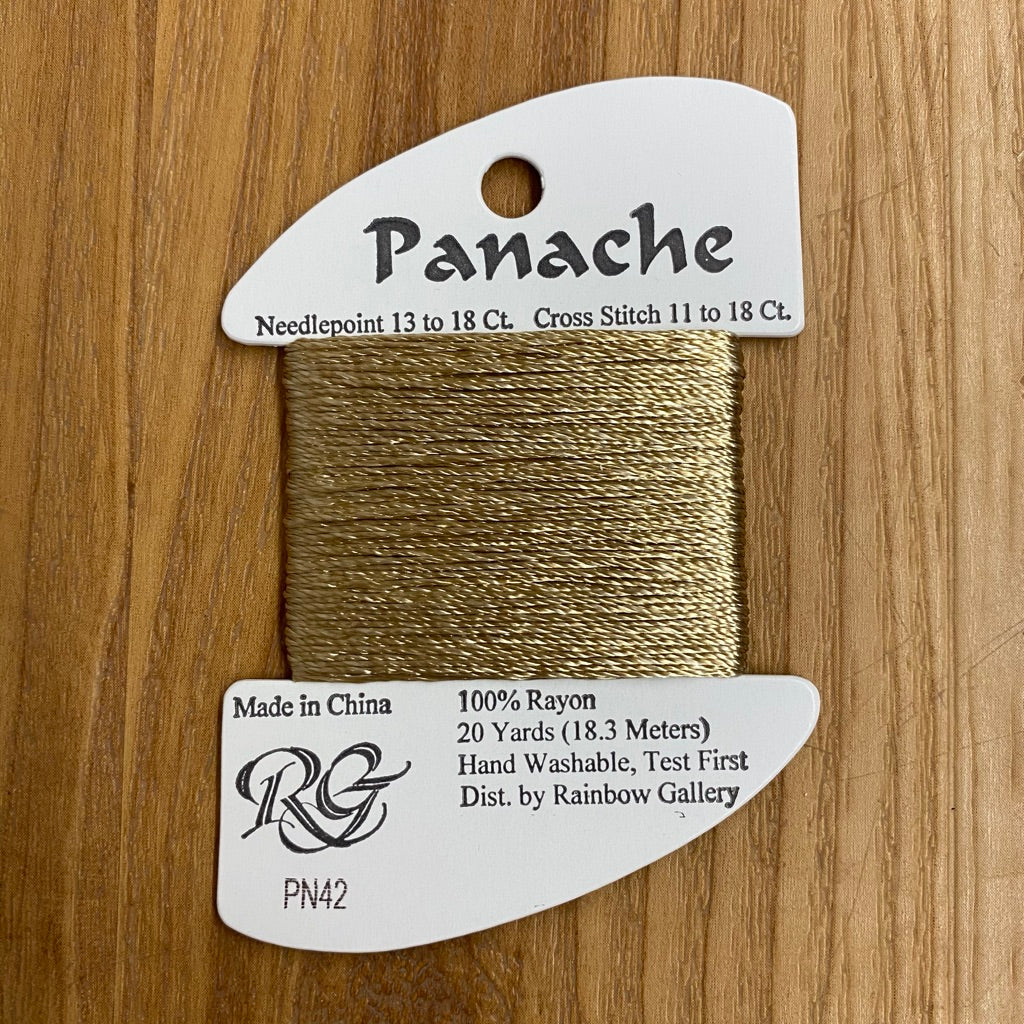 Panache
Needlepoint 13 to 18 Ct. Cross Stitch 11 to 18 Ct.
Made in China
100% Rayon
20 Yards (18.3 Meters)
Hand Washable, Test First
Dist. by Rainbow Gallery
RG
PN42